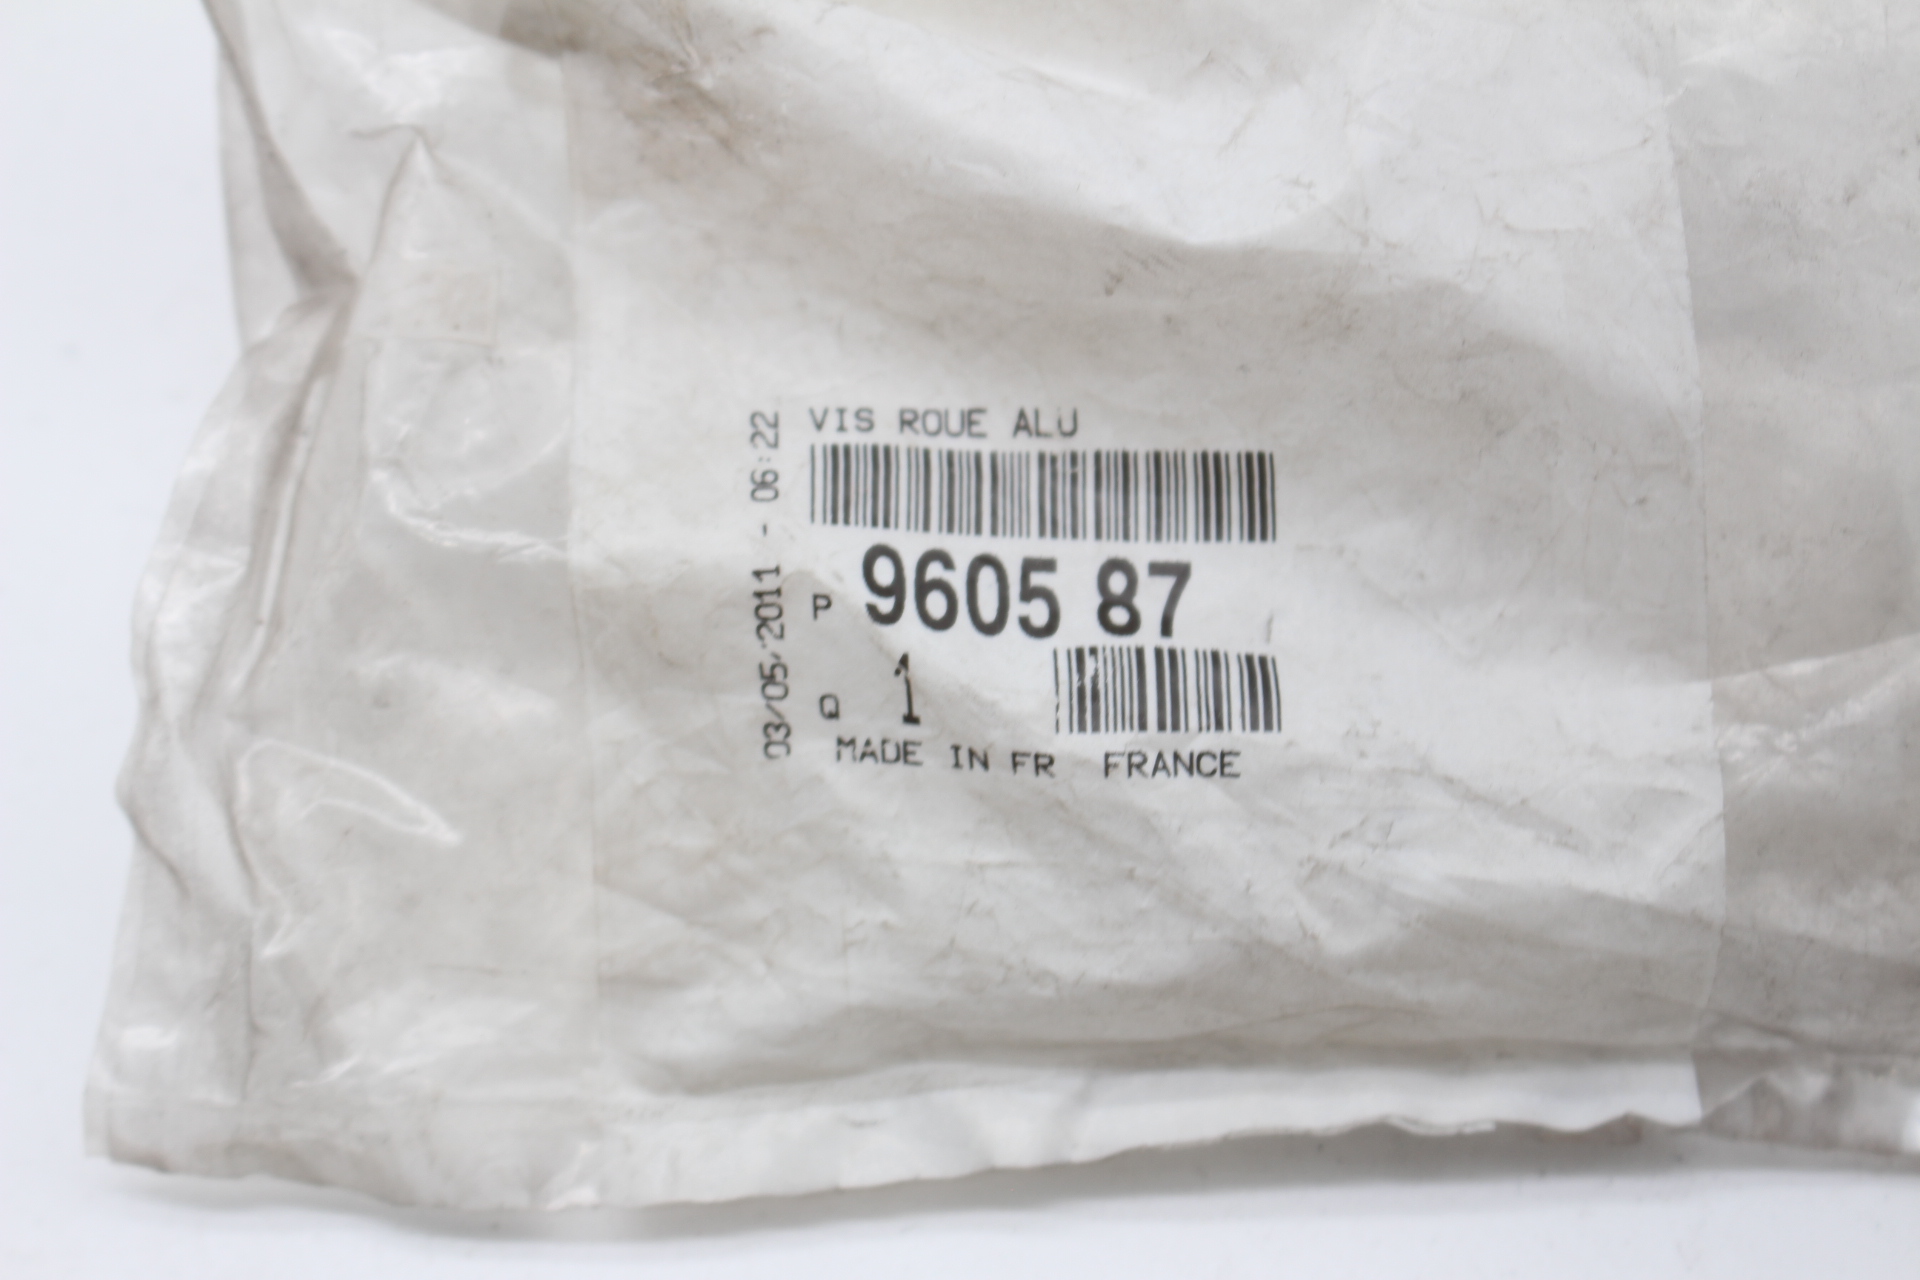 VIS ROUE ALU
P 9605 87
Q 1
MADE IN FR FRANCE
03/05/2011 - 06:22